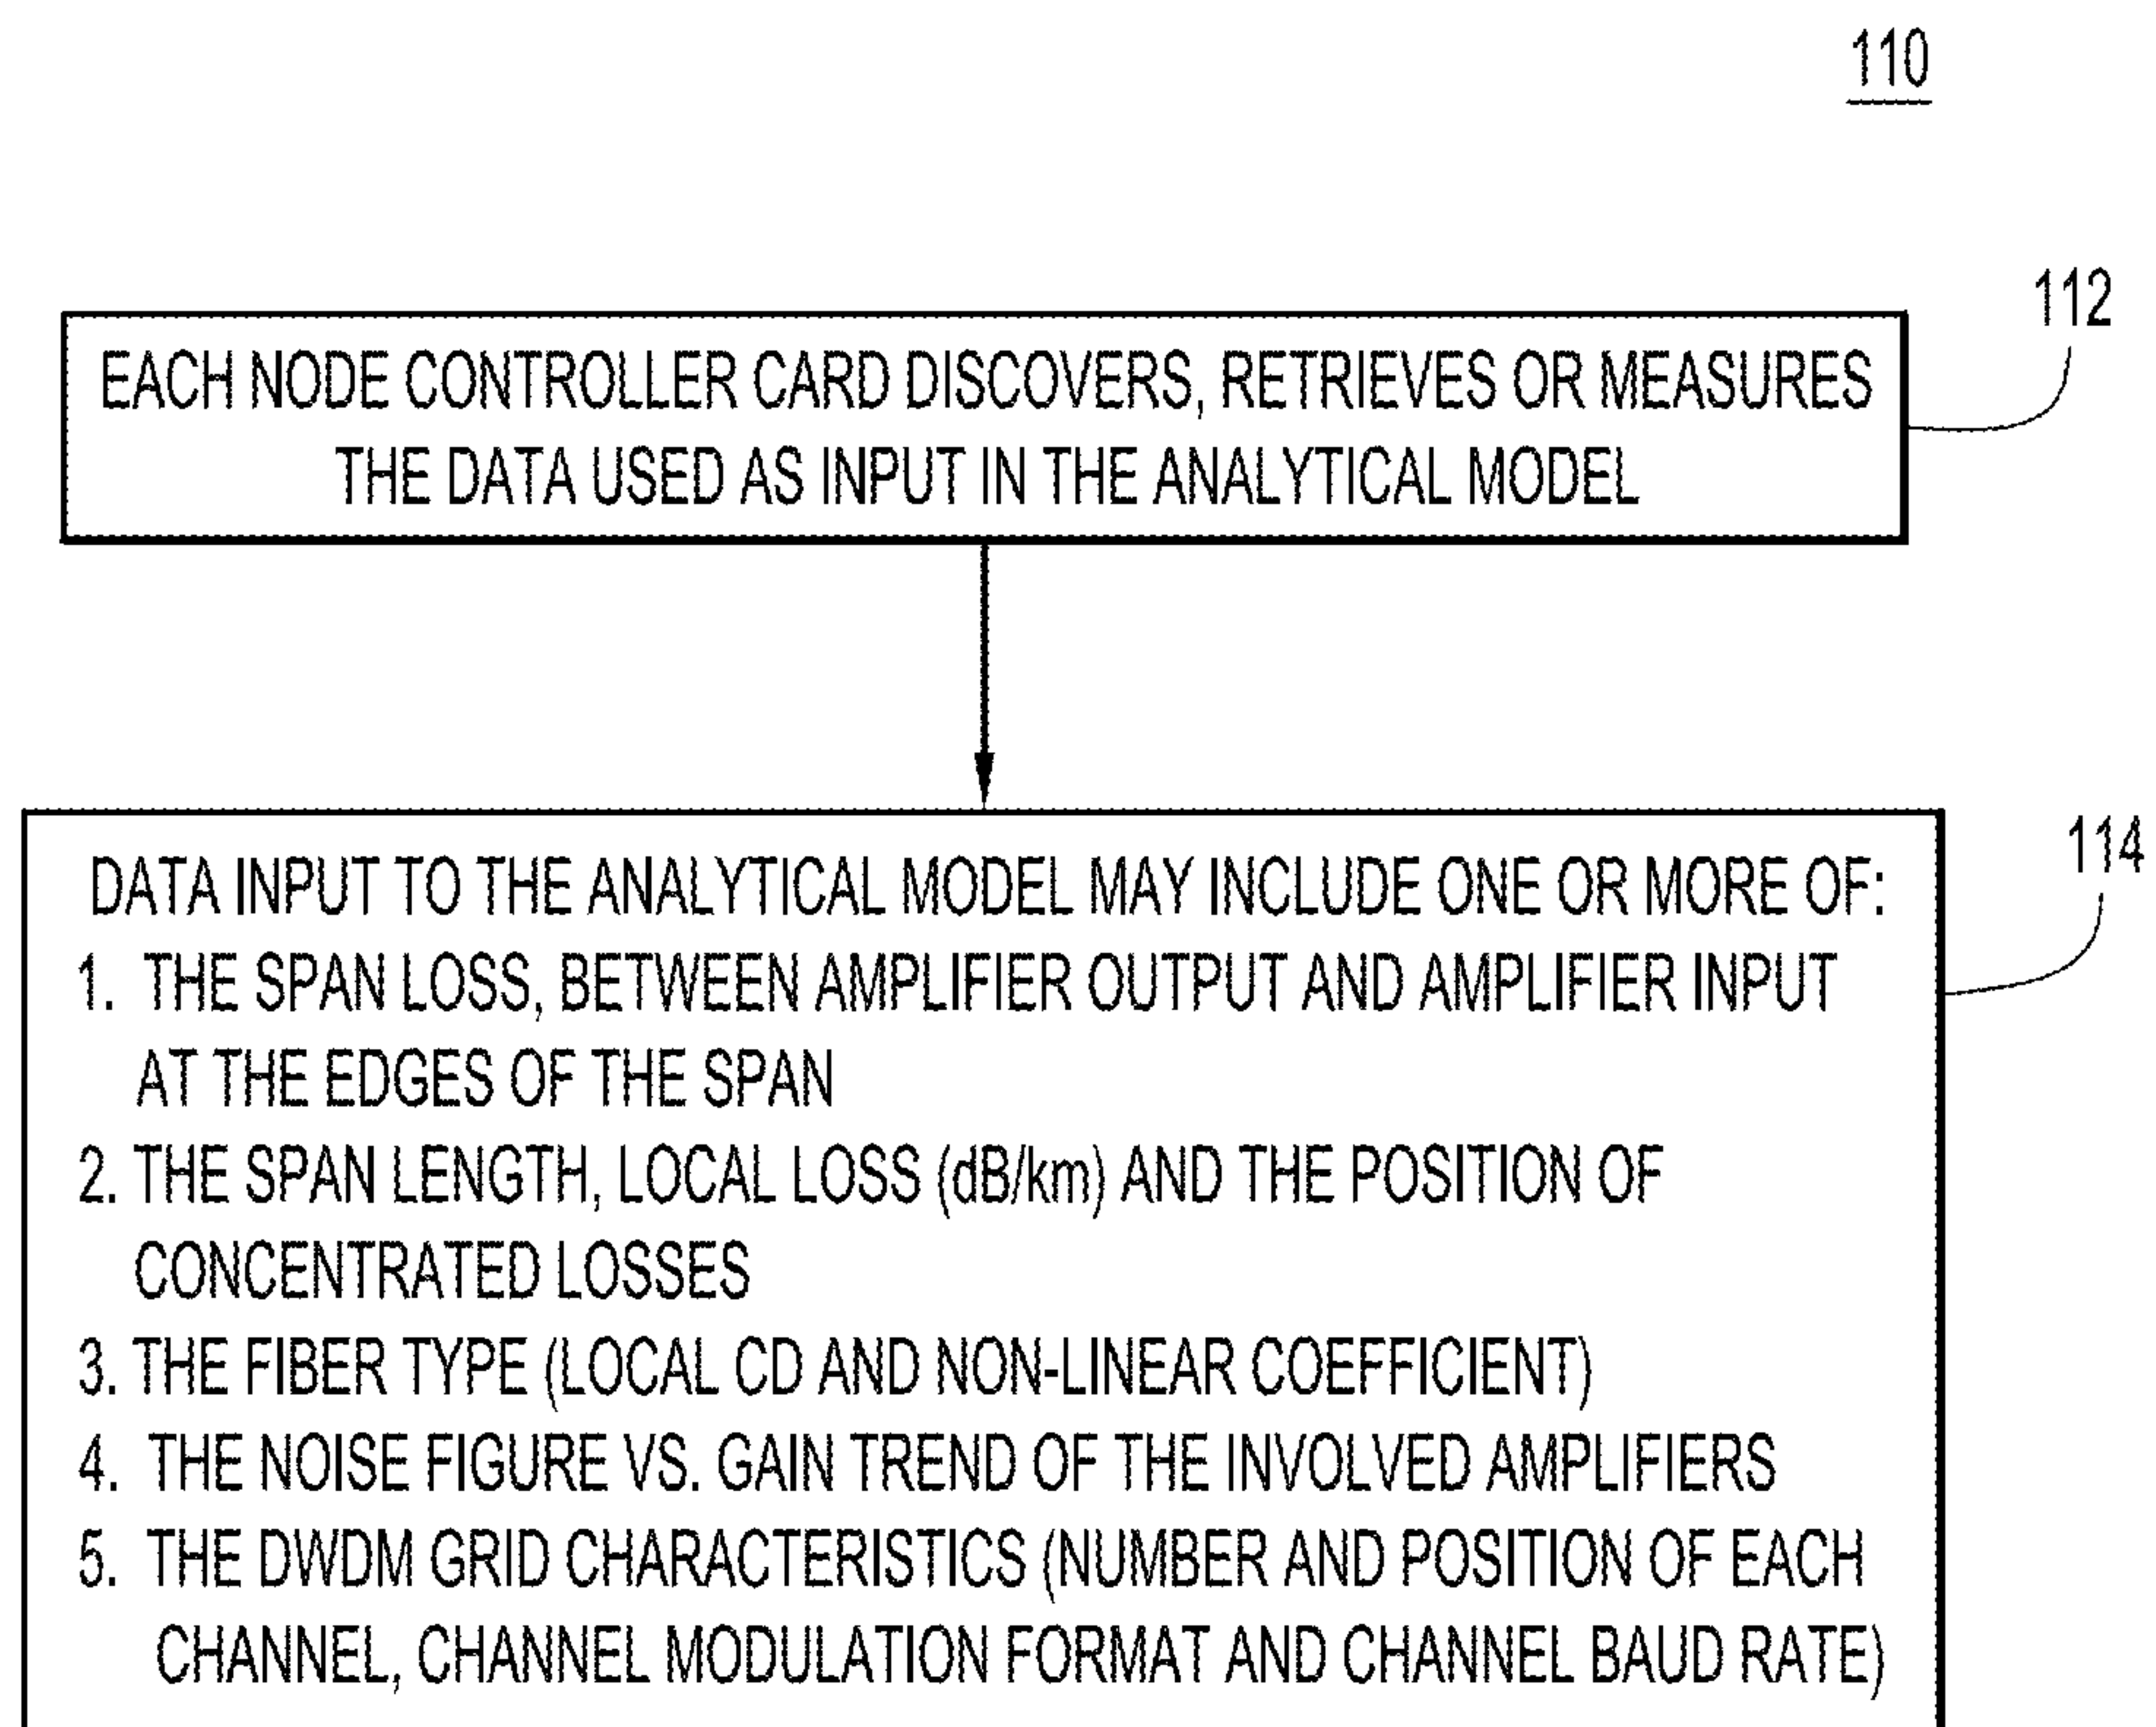 110
112
EACH NODE CONTROLLER CARD DISCOVERS, RETRIEVES OR MEASURES
THE DATA USED AS INPUT IN THE ANALYTICAL MODEL
114
DATA INPUT TO THE ANALYTICAL MODEL MAY INCLUDE ONE OR MORE OF:
1. THE SPAN LOSS, BETWEEN AMPLIFIER OUTPUT AND AMPLIFIER INPUT
AT THE EDGES OF THE SPAN
2. THE SPAN LENGTH, LOCAL LOSS (dB/km) AND THE POSITION OF
CONCENTRATED LOSSES
3. THE FIBER TYPE (LOCAL CD AND NON-LINEAR COEFFICIENT)
4. THE NOISE FIGURE VS. GAIN TREND OF THE INVOLVED AMPLIFIERS
5. THE DWDM GRID CHARACTERISTICS (NUMBER AND POSITION OF EACH
CHANNEL, CHANNEL MODULATION FORMAT AND CHANNEL BAUD RATE)